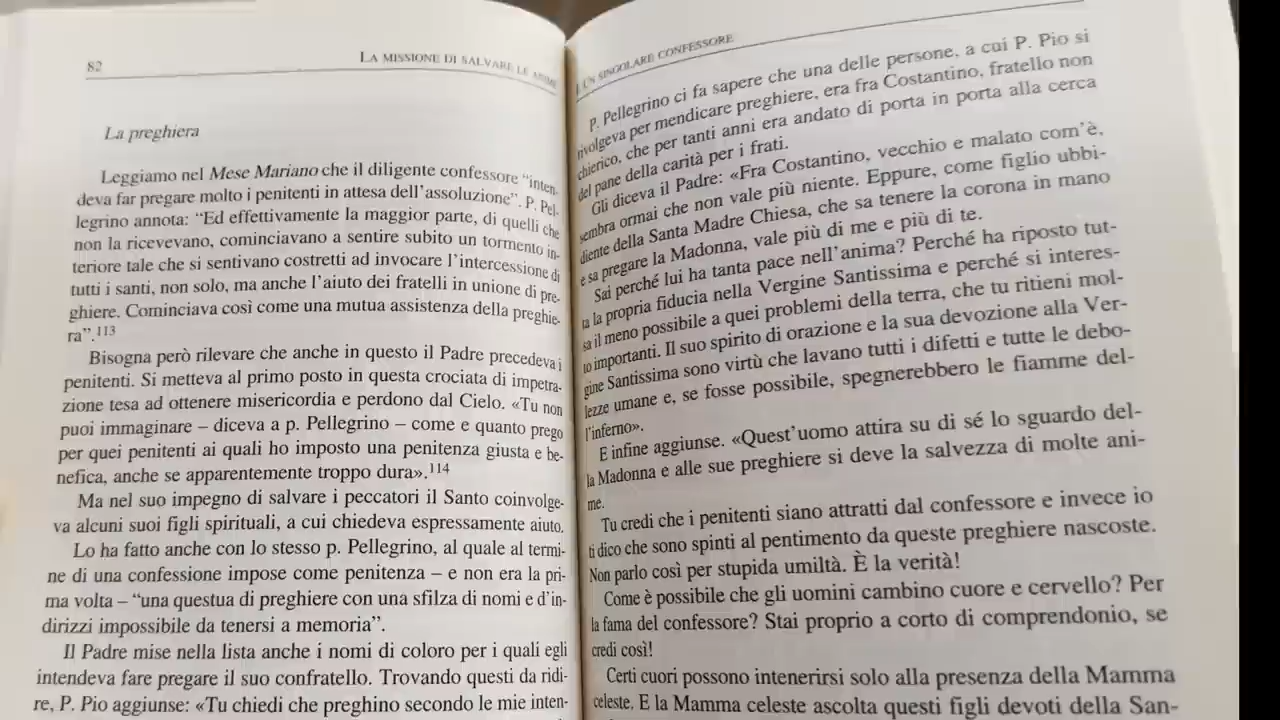 82
LA MISSIONE DI SALVARE LE ANIME
La preghiera
Leggiamo nel Mese Mariano che il diligente confessore “inten-
deva far pregare molto i penitenti in attesa dell’assoluzione”. P. Pel-
legrino annota: “Ed effettivamente la maggior parte, di quelli che
non la ricevevano, cominciavano a sentire subito un tormento in-
teriore tale che si sentivano costretti ad invocare l’intercessione di
tutti i santi, non solo, ma anche l’aiuto dei fratelli in unione di pre-
ghiere. Cominciava così come una mutua assistenza della preghie-
ra”.113
Bisogna però rilevare che anche in questo il Padre precedeva i
penitenti. Si metteva al primo posto in questa crociata di impetra-
zione tesa ad ottenere misericordia e perdono dal Cielo. «Tu non
puoi immaginare – diceva a p. Pellegrino – come e quanto prego
per quei penitenti ai quali ho imposto una penitenza giusta e be-
nefica, anche se apparentemente troppo dura».114
Ma nel suo impegno di salvare i peccatori il Santo coinvolge-
va alcuni suoi figli spirituali, a cui chiedeva espressamente aiuto.
Lo ha fatto anche con lo stesso p. Pellegrino, al quale al termi-
ne di una confessione impose come penitenza – e non era la pri-
ma volta – “una questua di preghiere con una sfilza di nomi e d’in-
dirizzi impossibile da tenersi a memoria”.
Il Padre mise nella lista anche i nomi di coloro per i quali egli
intendeva fare pregare il suo confratello. Trovando questi da ridi-
re, P. Pio aggiunse: «Tu chiedi che preghino secondo le mie inten-
UN SINGOLARE CONFESSORE
P. Pellegrino ci fa sapere che una delle persone, a cui P. Pio si
rivolgeva per mendicare preghiere, era fra Costantino, fratello non
chierico, che per tanti anni era andato di porta in porta alla cerca
del pane della carità per i frati.
Gli diceva il Padre: «Fra Costantino, vecchio e malato com’è,
sembra ormai che non vale più niente. Eppure, come figlio ubbi-
diente della Santa Madre Chiesa, che sa tenere la corona in mano
e sa pregare la Madonna, vale più di me e più di te.
Sai perché lui ha tanta pace nell’anima? Perché ha riposto tut-
ta la propria fiducia nella Vergine Santissima e perché si interes-
sa il meno possibile a quei problemi della terra, che tu ritieni mol-
to importanti. Il suo spirito di orazione e la sua devozione alla Ver-
gine Santissima sono virtù che lavano tutti i difetti e tutte le debo-
lezze umane e, se fosse possibile, spegnerebbero le fiamme del-
l’inferno».
E infine aggiunse. «Quest’uomo attira su di sé lo sguardo del-
la Madonna e alle sue preghiere si deve la salvezza di molte ani-
me.
Tu credi che i penitenti siano attratti dal confessore e invece io
ti dico che sono spinti al pentimento da queste preghiere nascoste.
Non parlo così per stupida umiltà. È la verità!
Come è possibile che gli uomini cambino cuore e cervello? Per
la fama del confessore? Stai proprio a corto di comprendonio, se
credi così!
Certi cuori possono intenerirsi solo alla presenza della Mamma
celeste. E la Mamma celeste ascolta questi figli devoti della San-